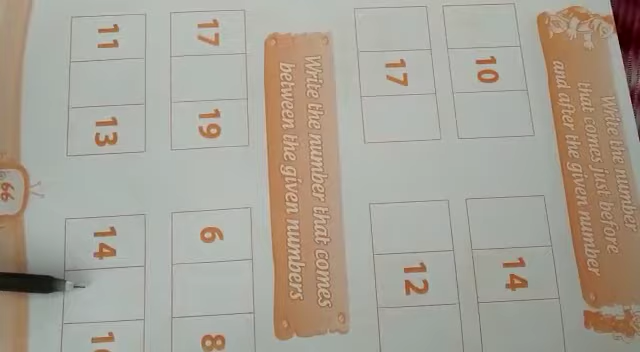 Write the number
that comes just before
and after the given number
10 14
17 12
Write the number that comes
between the given numbers
17 19 6 8
11 13 14
66